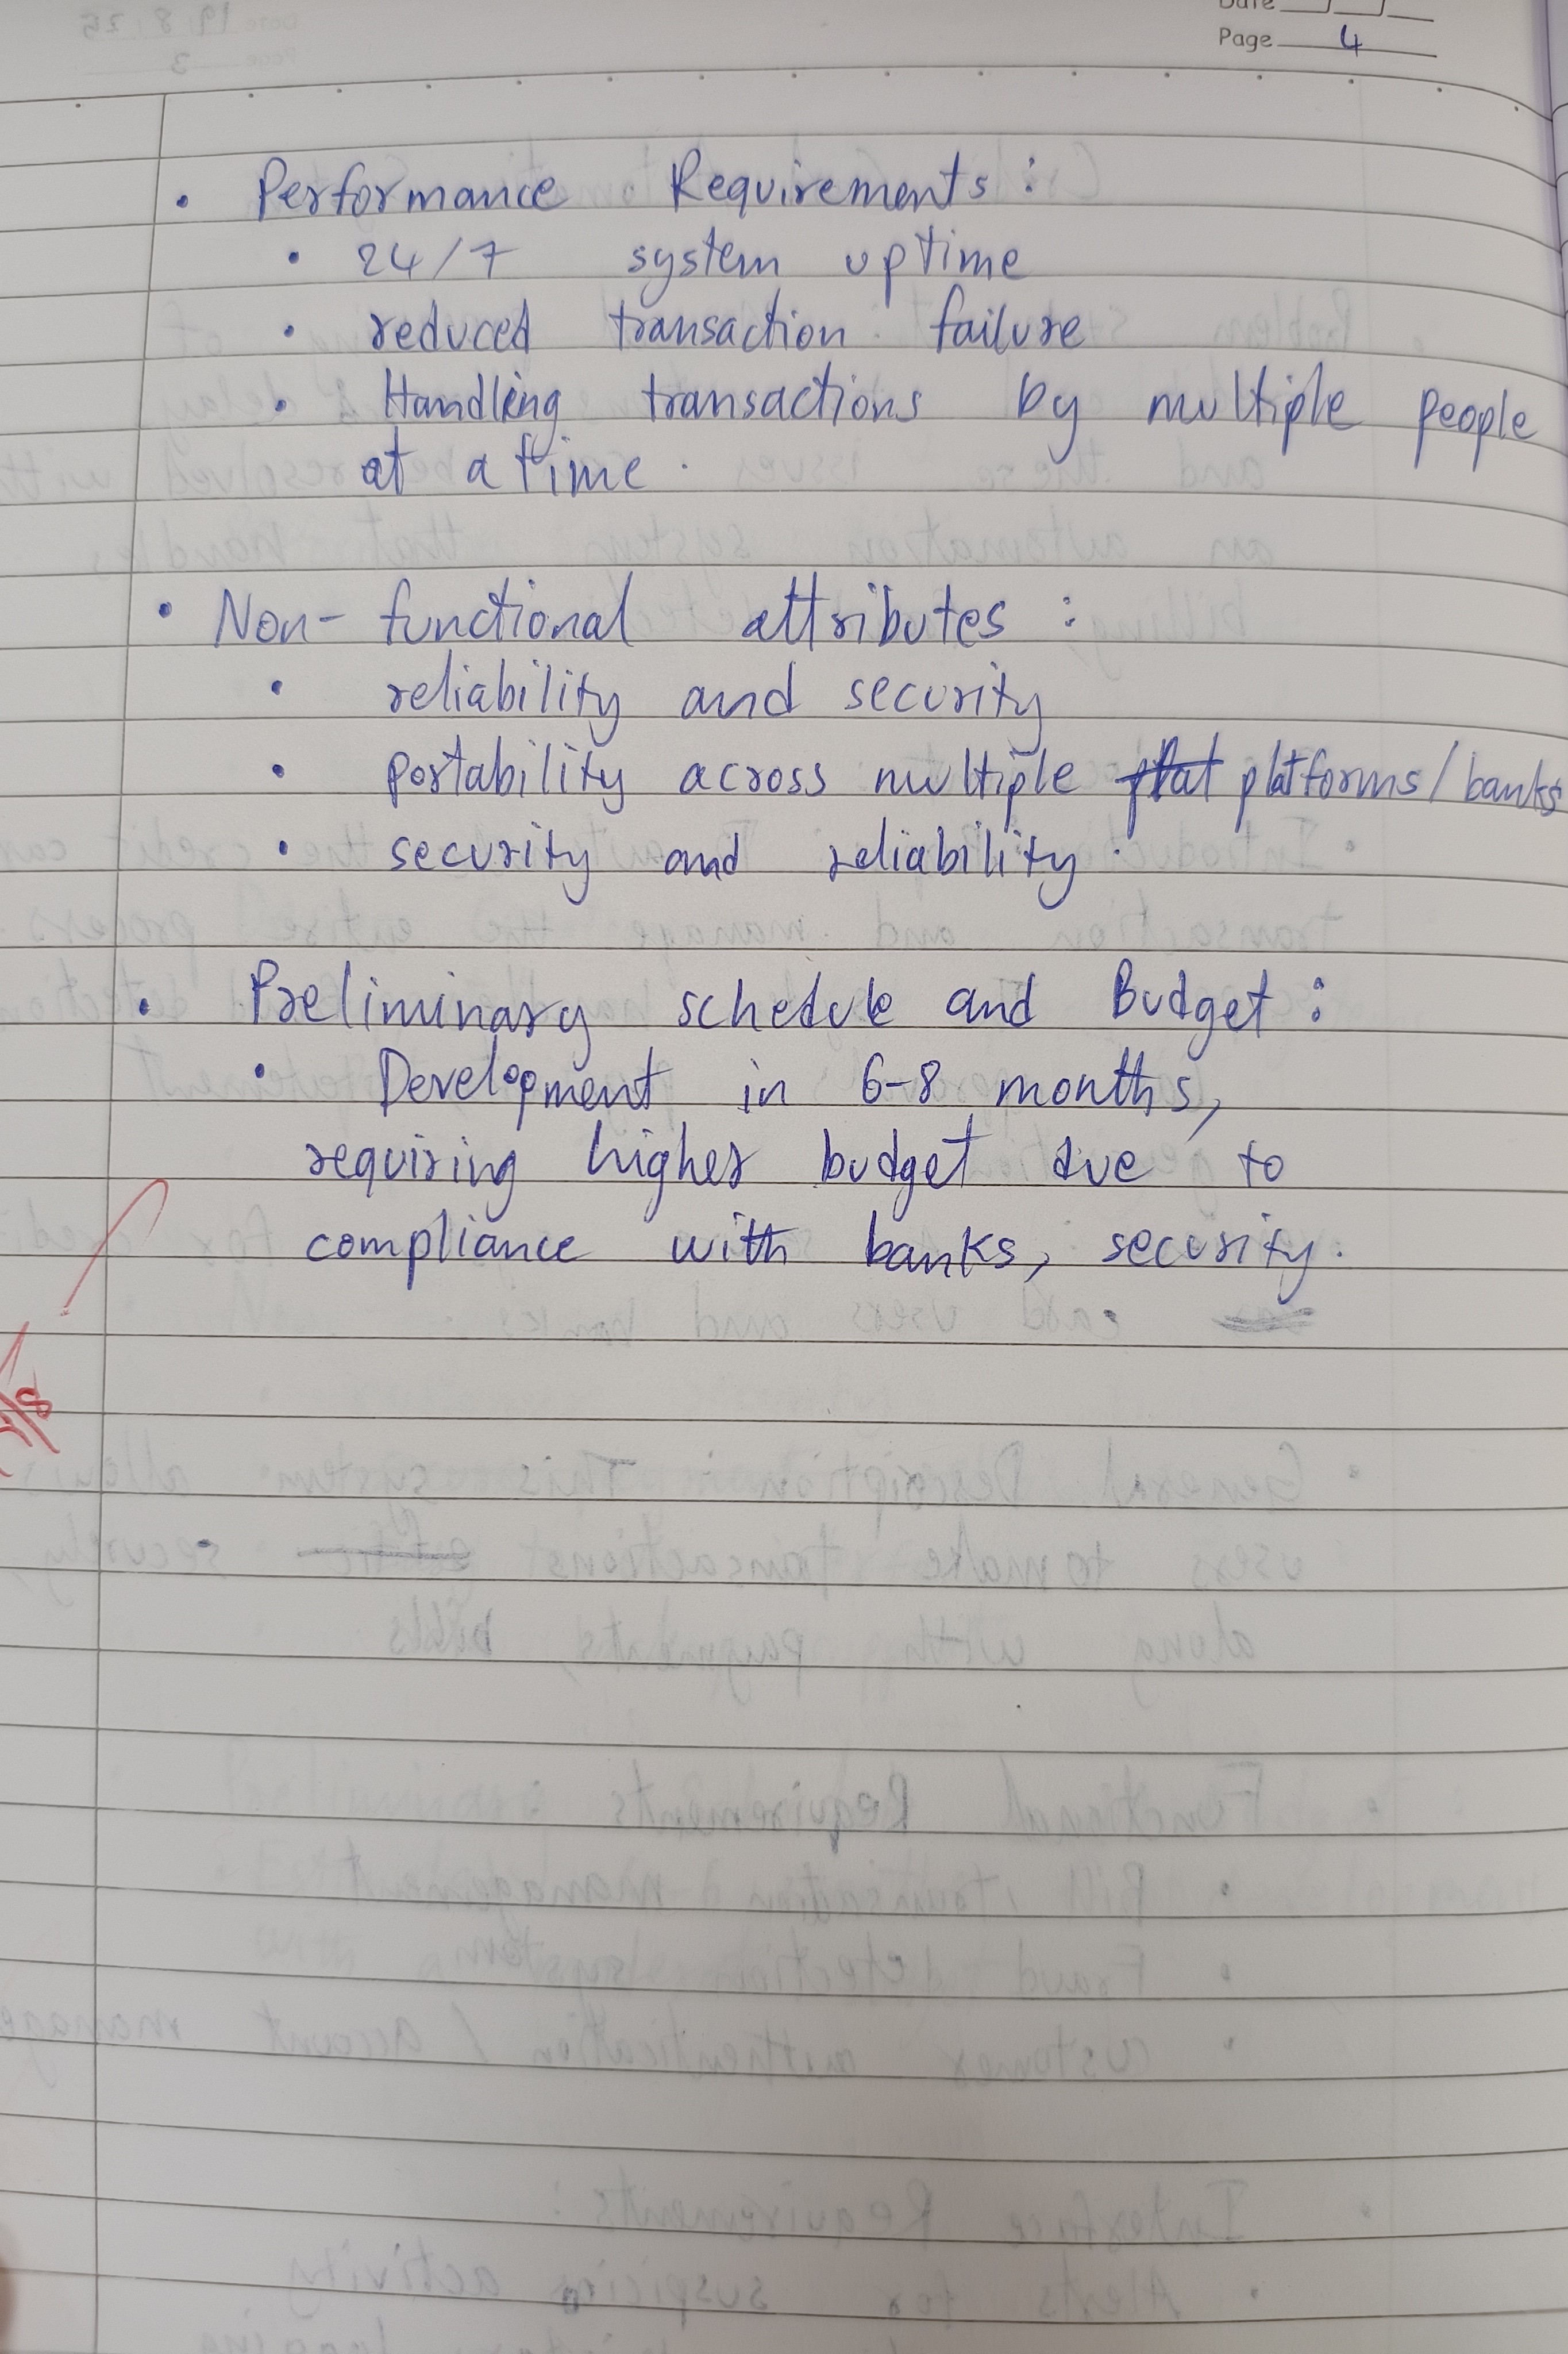 Date
Page 4
• Performance Requirements :
• 24/7 system uptime
• reduced transaction failure
• Handling transactions by multiple people
at a time.
• Non-functional attributes :
• reliability and security
• portability across multiple plat platforms/banks
• security and reliability.
• Preliminary schedule and Budget :
• Development in 6-8 months,
requiring higher budget due to
compliance with banks, security.